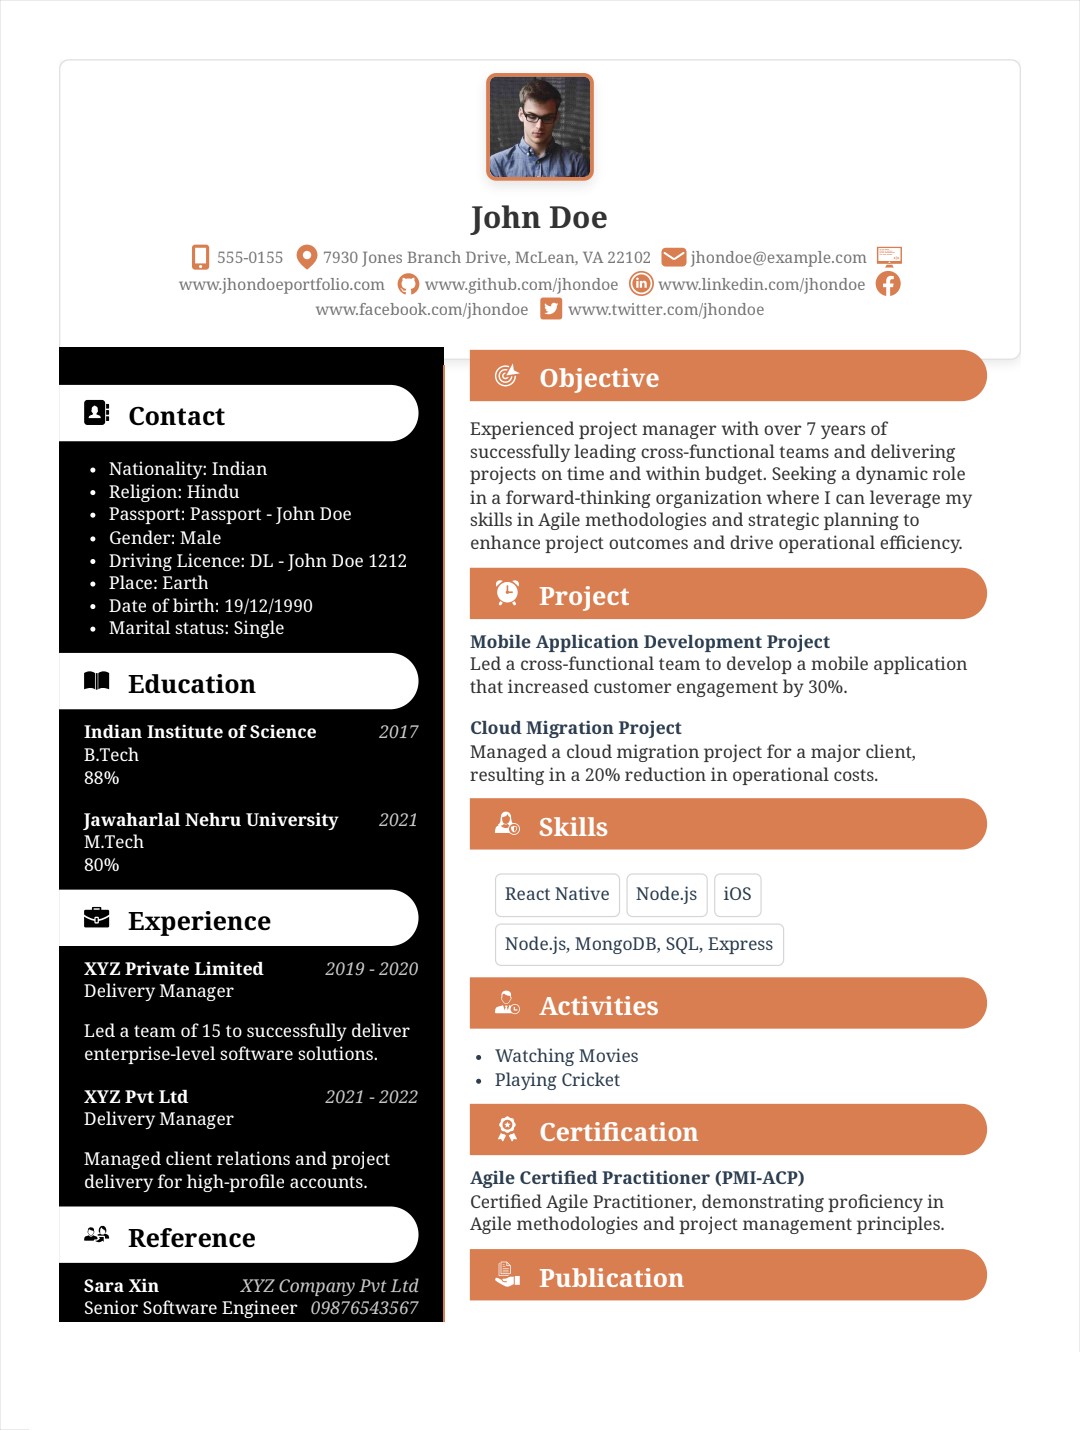 John Doe
555-0155 7930 Jones Branch Drive, McLean, VA 22102 jhondoe@example.com
www.jhondoeportfolio.com www.github.com/jhondoe www.linkedin.com/jhondoe
www.facebook.com/jhondoe www.twitter.com/jhondoe
Contact
Nationality: Indian
Religion: Hindu
Passport: Passport - John Doe
Gender: Male
Driving Licence: DL - John Doe 1212
Place: Earth
Date of birth: 19/12/1990
Marital status: Single
Education
Indian Institute of Science 2017
B.Tech
88%
Jawaharlal Nehru University 2021
M.Tech
80%
Experience
XYZ Private Limited 2019 - 2020
Delivery Manager
Led a team of 15 to successfully deliver
enterprise-level software solutions.
XYZ Pvt Ltd 2021 - 2022
Delivery Manager
Managed client relations and project
delivery for high-profile accounts.
Reference
Sara Xin XYZ Company Pvt Ltd
Senior Software Engineer 09876543567
Objective
Experienced project manager with over 7 years of
successfully leading cross-functional teams and delivering
projects on time and within budget. Seeking a dynamic role
in a forward-thinking organization where I can leverage my
skills in Agile methodologies and strategic planning to
enhance project outcomes and drive operational efficiency.
Project
Mobile Application Development Project
Led a cross-functional team to develop a mobile application
that increased customer engagement by 30%.
Cloud Migration Project
Managed a cloud migration project for a major client,
resulting in a 20% reduction in operational costs.
Skills
React Native Node.js iOS
Node.js, MongoDB, SQL, Express
Activities
Watching Movies
Playing Cricket
Certification
Agile Certified Practitioner (PMI-ACP)
Certified Agile Practitioner, demonstrating proficiency in
Agile methodologies and project management principles.
Publication